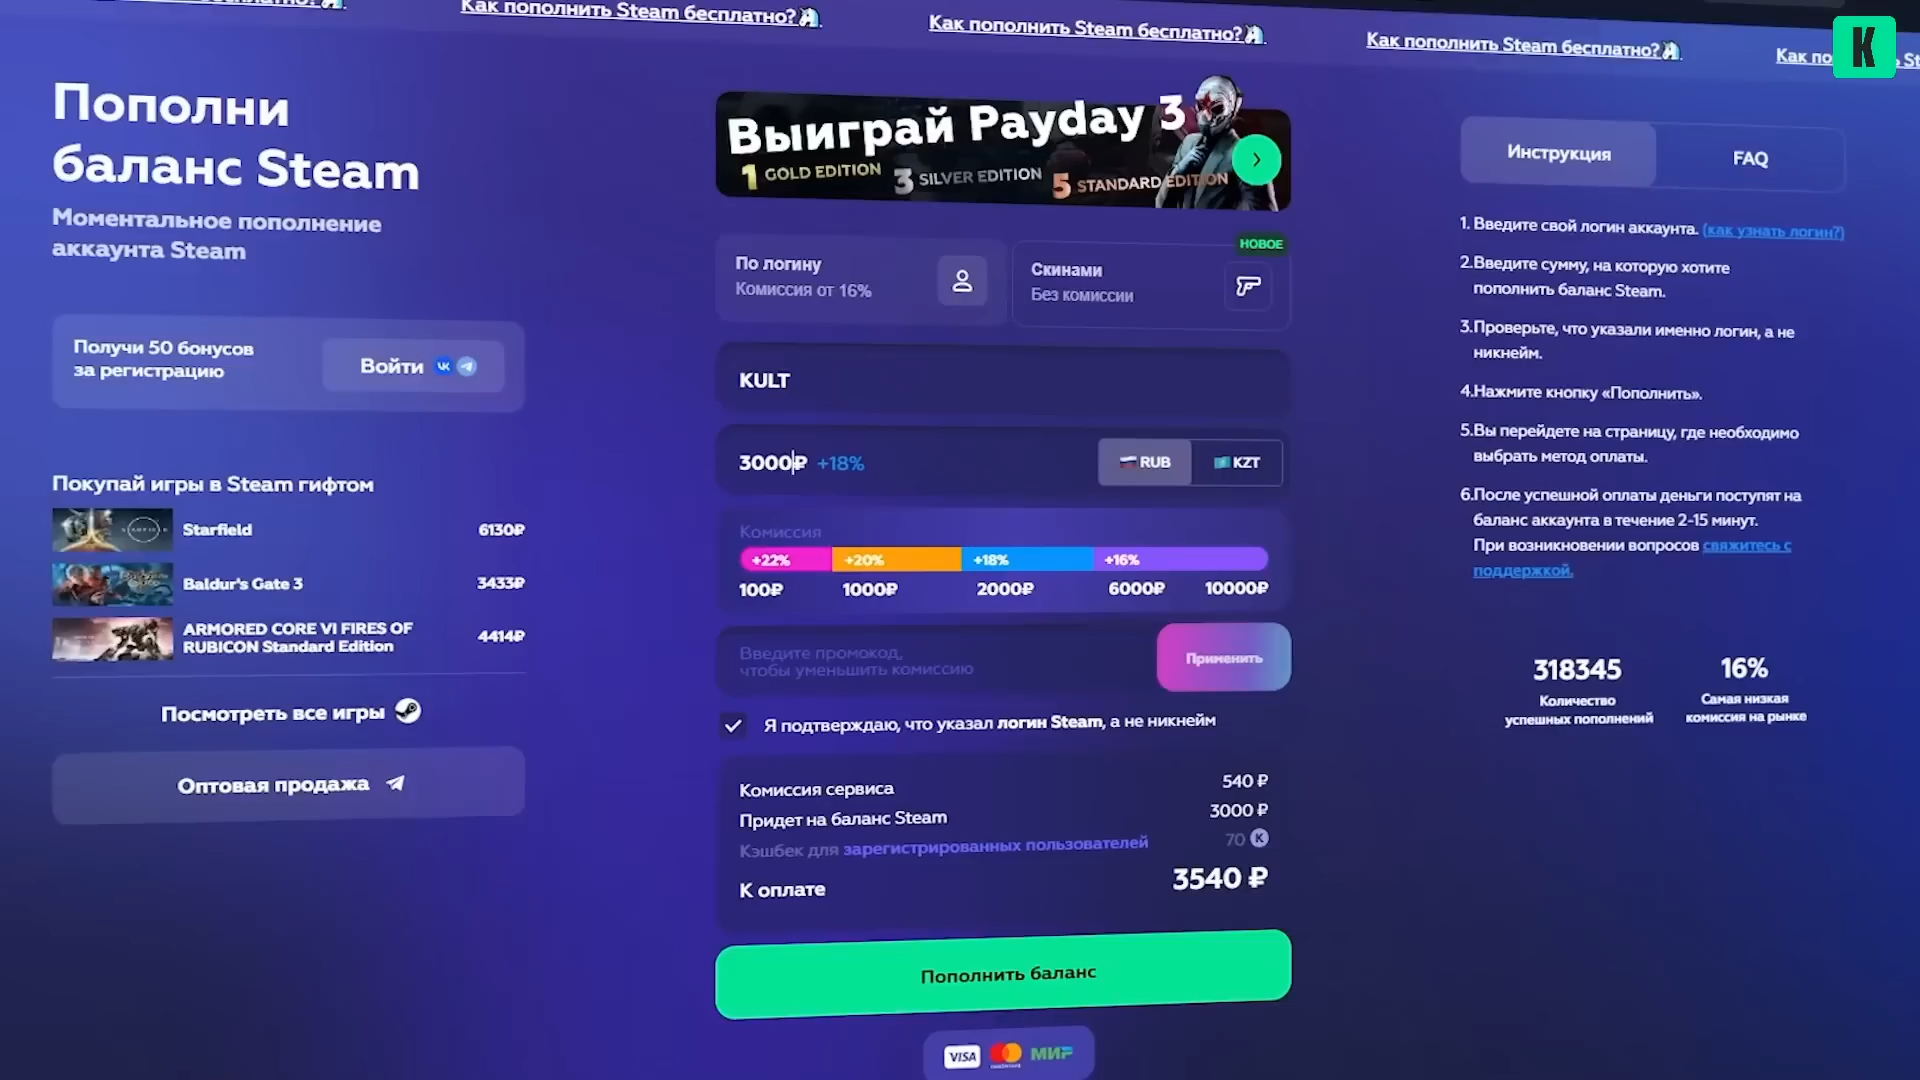 Как пополнить Steam бесплатно?
Как пополнить Steam бесплатно?
Как пополнить Steam бесплатно?
Как по
K
Пополни
баланс Steam
Моментальное пополнение
аккаунта Steam
Получи 50 бонусов
за регистрацию
Войти
Покупай игры в Steam гифтом
Starfield 6130₽
Baldur's Gate 3 3433₽
ARMORED CORE VI FIRES OF
RUBICON Standard Edition 4414₽
Посмотреть все игры
Оптовая продажа
Выиграй Payday 3
1 GOLD EDITION 3 SILVER EDITION 5 STANDARD EDITION
По логину
Комиссия от 16%
НОВОЕ
Скинами
Без комиссии
KULT
3000₽ +18%
RUB KZT
Комиссия
+22% +20% +18% +16%
100₽ 1000₽ 2000₽ 6000₽ 10000₽
Введите промокод,
чтобы уменьшить комиссию
Применить
Я подтверждаю, что указал логин Steam, а не никнейм
Комиссия сервиса 540 ₽
Придет на баланс Steam 3000 ₽
Кэшбек для зарегистрированных пользователей 70 K
К оплате 3540 ₽
Пополнить баланс
VISA МИР
Инструкция FAQ
1. Введите свой логин аккаунта. (как узнать логин?)
2.Введите сумму, на которую хотите
пополнить баланс Steam.
3.Проверьте, что указали именно логин, а не
никнейм.
4.Нажмите кнопку «Пополнить».
5.Вы перейдете на страницу, где необходимо
выбрать метод оплаты.
6.После успешной оплаты деньги поступят на
баланс аккаунта в течение 2-15 минут.
При возникновении вопросов свяжитесь с
поддержкой.
318345
Количество
успешных пополнений
16%
Самая низкая
комиссия на рынке